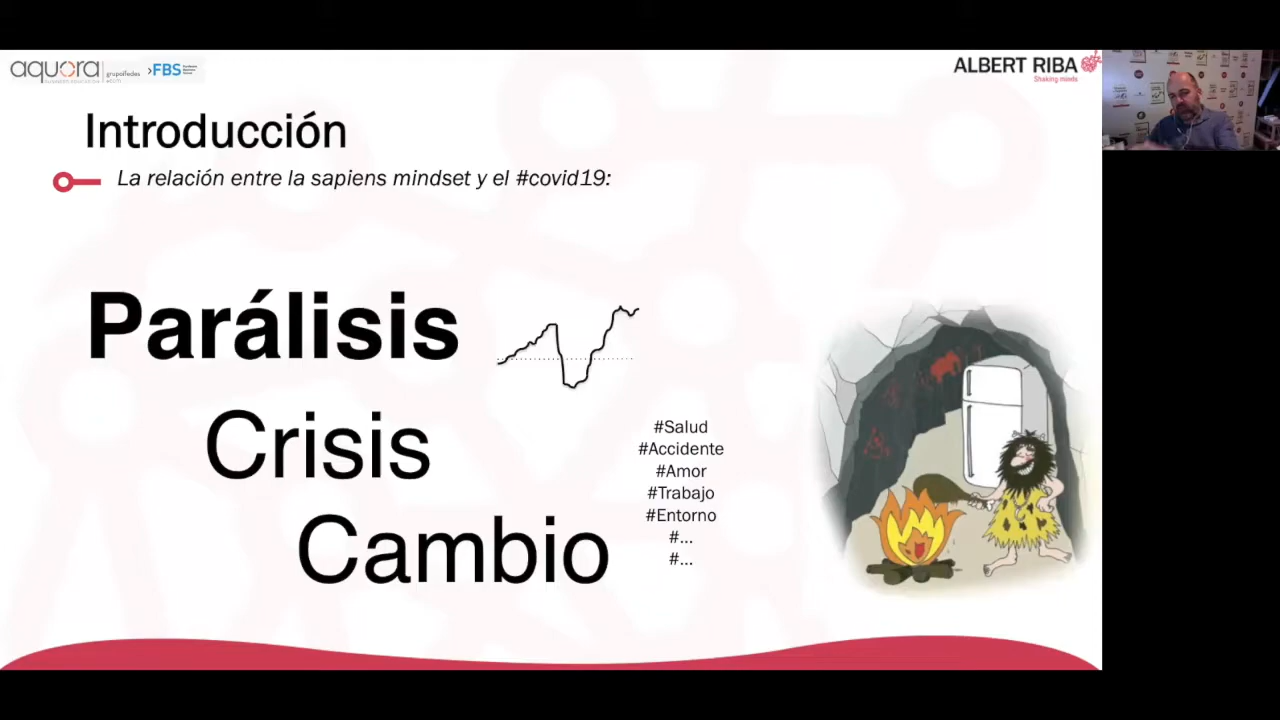 aquora
grupoafedes
›FBS
ALBERT RIBA
Shaking minds
Introducción
La relación entre la sapiens mindset y el #covid19:
Parálisis
Crisis
Cambio
#Salud
#Accidente
#Amor
#Trabajo
#Entorno
#...
#...